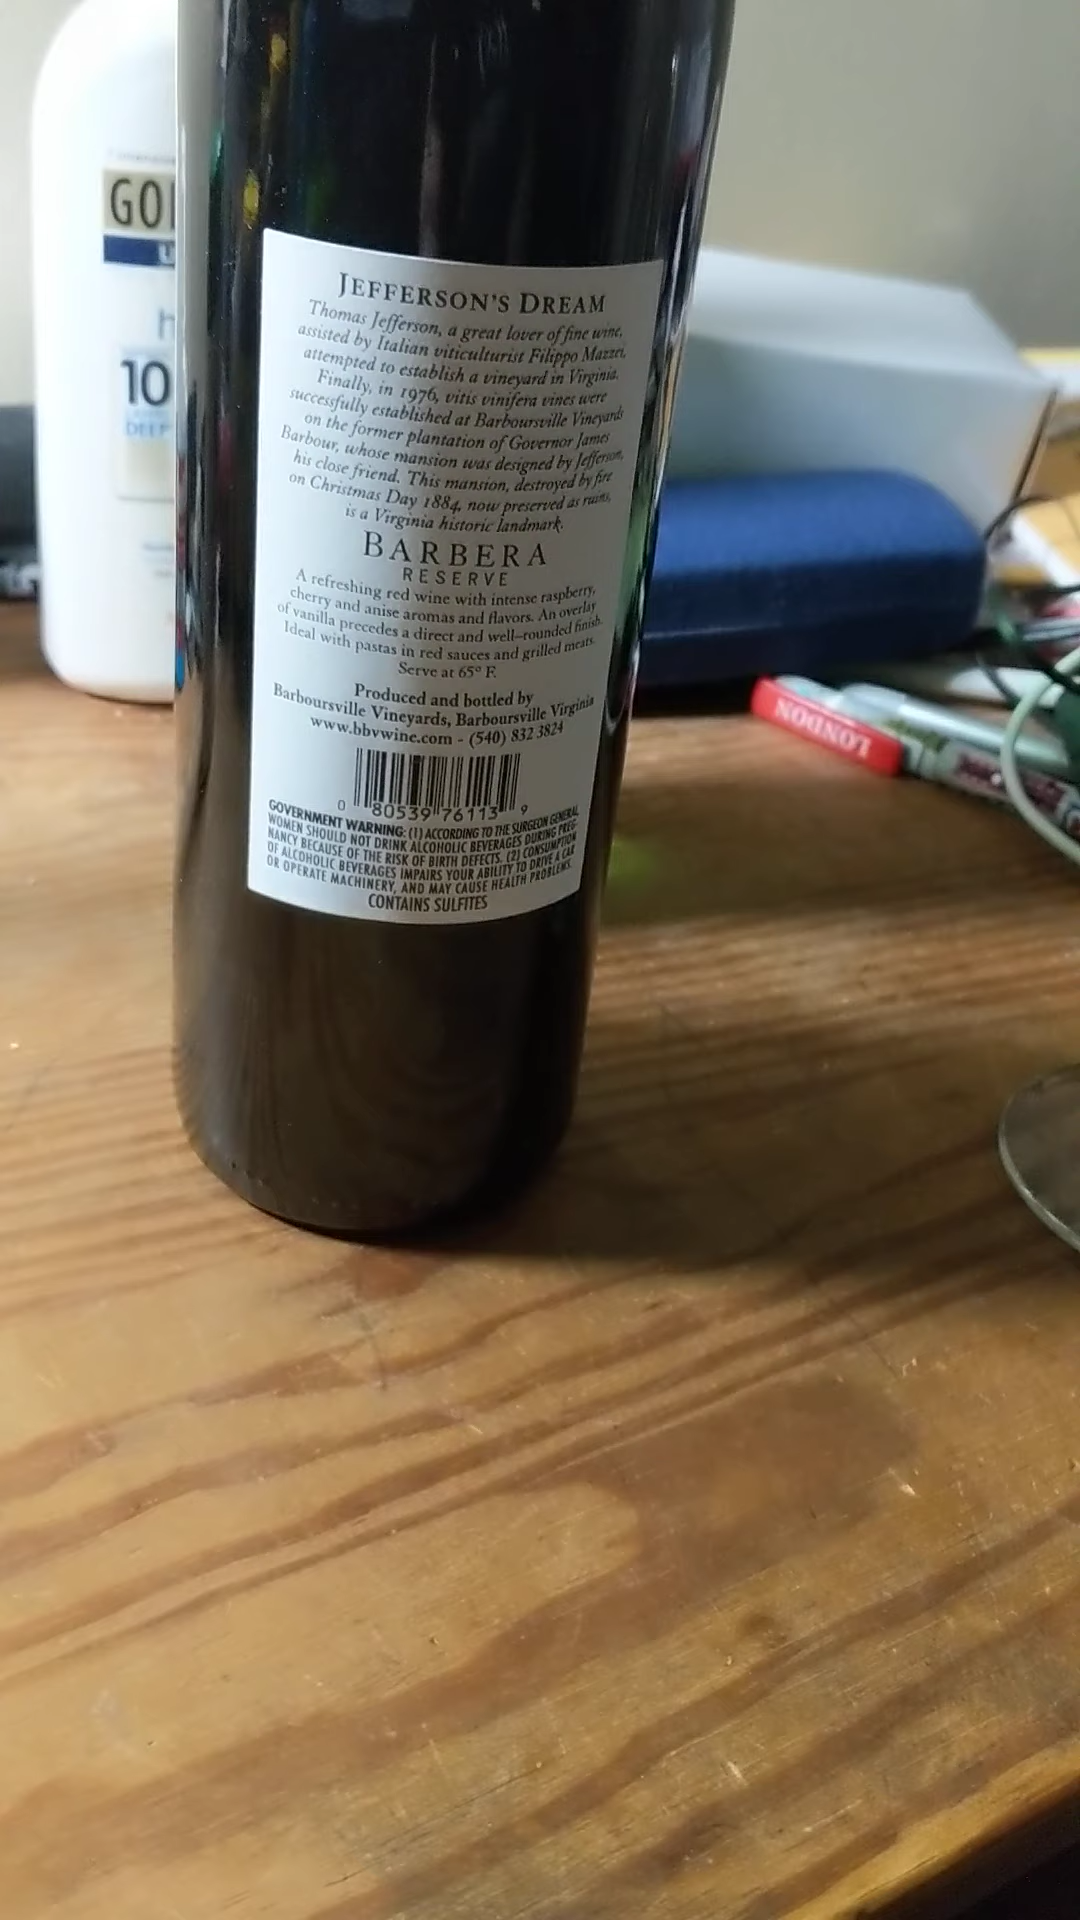 GOL
10
DEEP
JEFFERSON'S DREAM
Thomas Jefferson, a great lover of fine wine,
assisted by Italian viticulturist Filippo Mazzei,
attempted to establish a vineyard in Virginia.
Finally, in 1976, vitis vinifera vines were
successfully established at Barboursville Vineyards
on the former plantation of Governor James
Barbour, whose mansion was designed by Jefferson,
his close friend. This mansion, destroyed by fire
on Christmas Day 1884, now preserved as ruins,
is a Virginia historic landmark.
BARBERA
RESERVE
A refreshing red wine with intense raspberry,
cherry and anise aromas and flavors. An overlay
of vanilla precedes a direct and well-rounded finish.
Ideal with pastas in red sauces and grilled meats.
Serve at 65° F.
Produced and bottled by
Barboursville Vineyards, Barboursville Virginia
www.bbvwine.com - (540) 832 3824
0 80539 76113 9
GOVERNMENT WARNING: (1) ACCORDING TO THE SURGEON GENERAL
WOMEN SHOULD NOT DRINK ALCOHOLIC BEVERAGES DURING PREG-
NANCY BECAUSE OF THE RISK OF BIRTH DEFECTS. (2) CONSUMPTION
OF ALCOHOLIC BEVERAGES IMPAIRS YOUR ABILITY TO DRIVE A CAR
OR OPERATE MACHINERY, AND MAY CAUSE HEALTH PROBLEMS.
CONTAINS SULFITES
LONDON